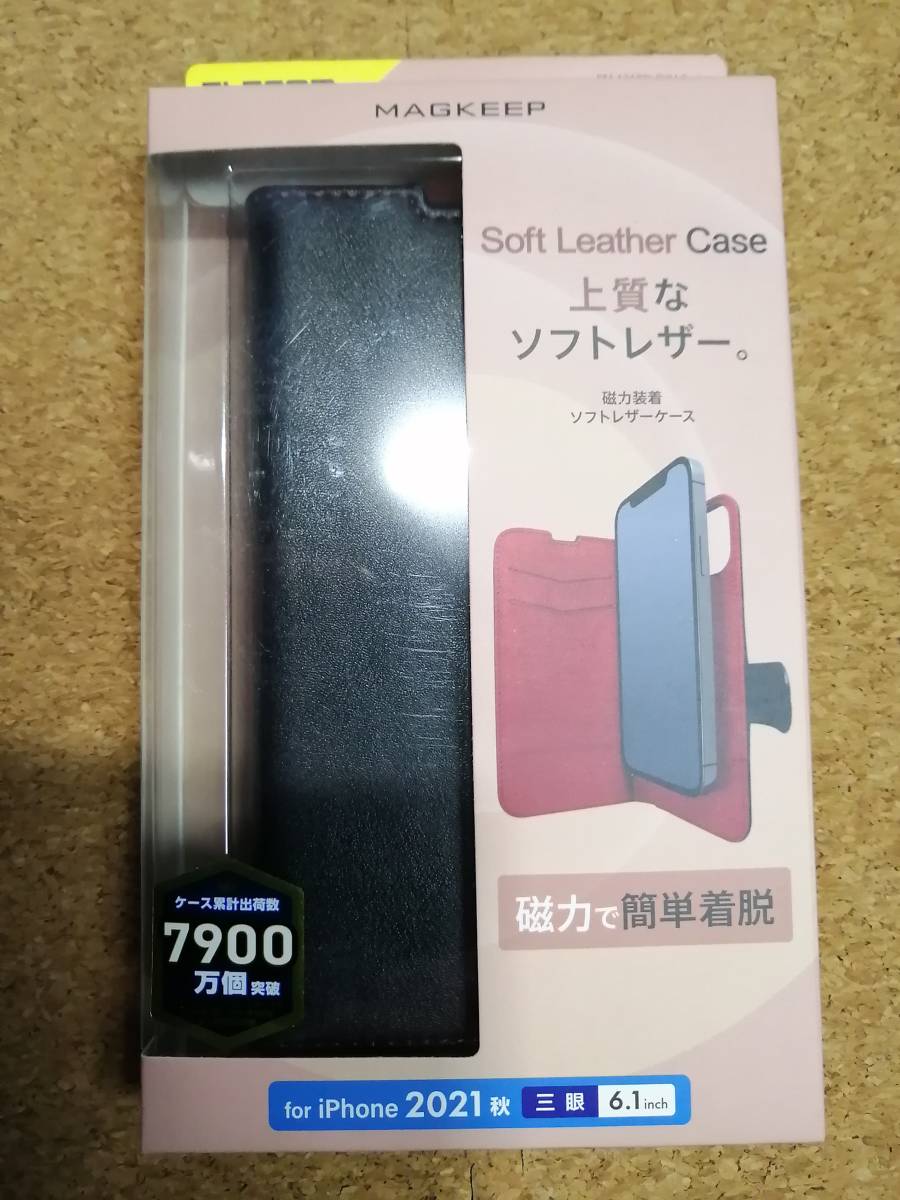 MAGKEEP
Soft Leather Case
上質な
ソフトレザー。
磁力装着
ソフトレザーケース
磁力で簡単着脱
ケース累計出荷数
7900
万個突破
for iPhone 2021 秋 三眼 6.1inch